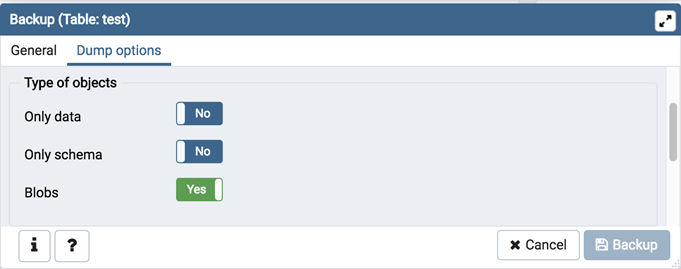 Backup (Table: test)
General Dump options
Type of objects
Only data No
Only schema No
Blobs Yes
i ? Cancel Backup